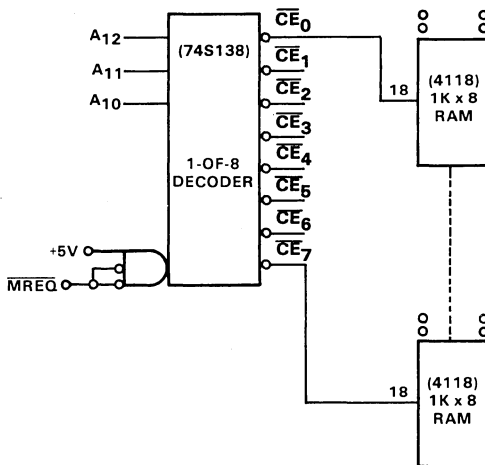 A12
A11
A10
(74S138)
1-OF-8
DECODER
+5V
MREQ
CE0
CE1
CE2
CE3
CE4
CE5
CE6
CE7
18
(4118)
1K x 8
RAM
18
(4118)
1K x 8
RAM